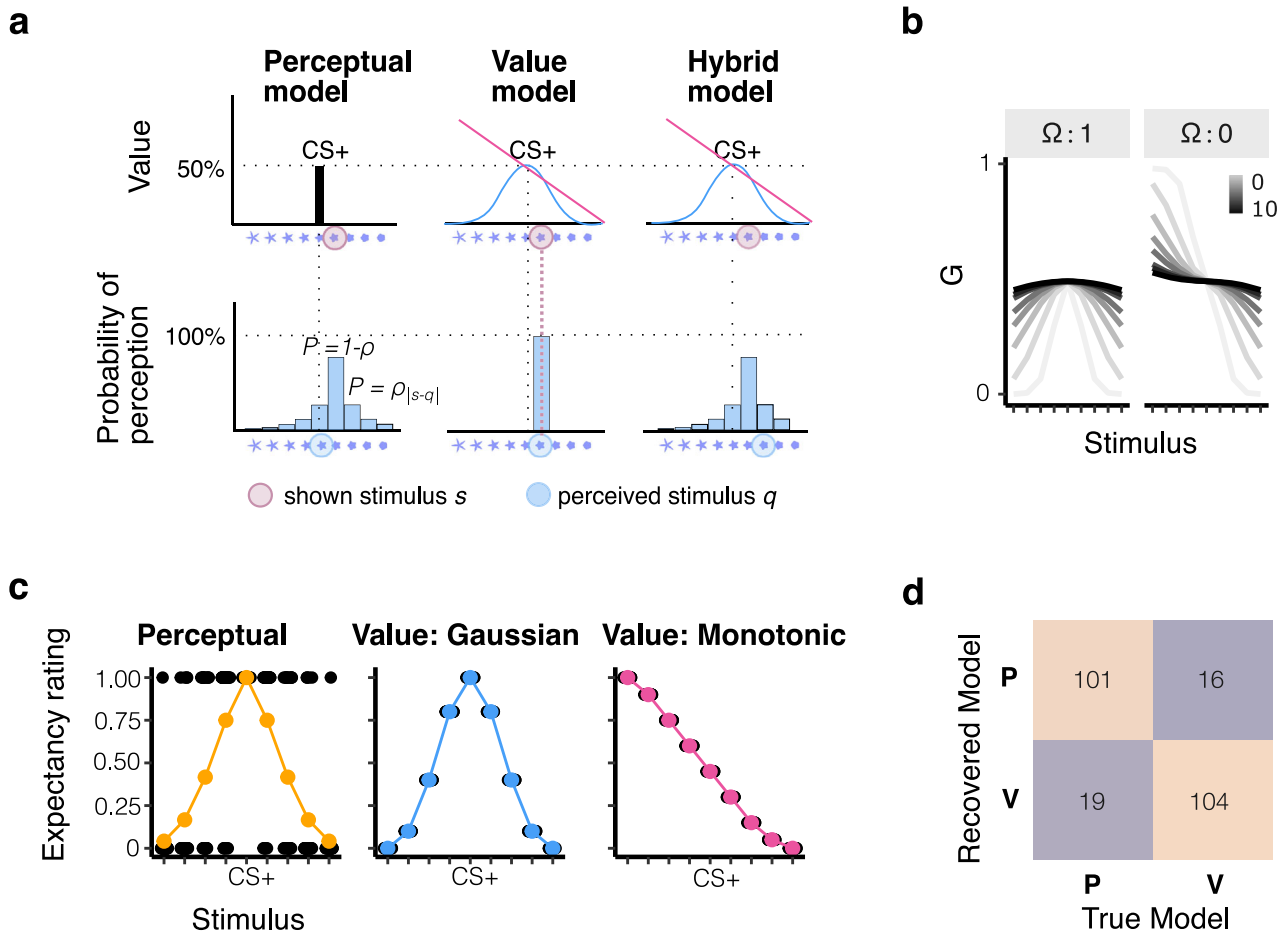 a
Perceptual
model
Value
model
Hybrid
model
Value
50%
CS+
CS+
CS+
Probability of
perception
100%
P =1-ρ
P = ρ|s-q|
shown stimulus s
perceived stimulus q
b
Ω: 1
Ω: 0
1
0
G
0
10
Stimulus
c
Perceptual
Value: Gaussian
Value: Monotonic
Expectancy rating
1.00
0.75
0.50
0.25
0
CS+
CS+
CS+
Stimulus
d
Recovered Model
P
101
16
V
19
104
P
V
True Model